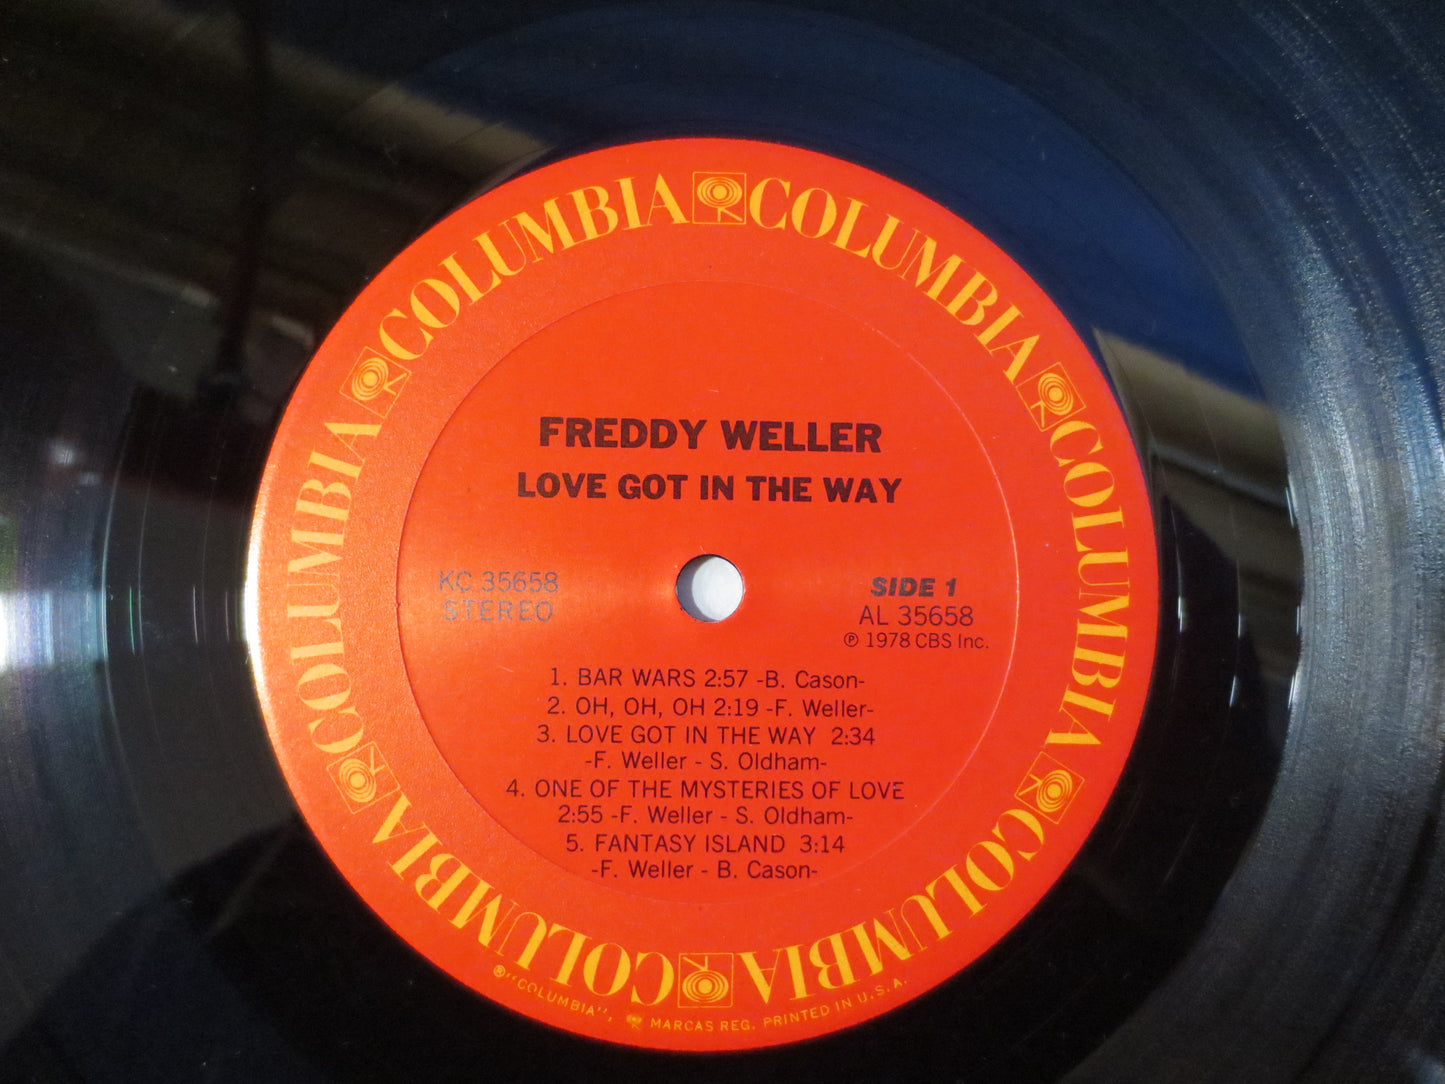 COLUMBIA COLUMBIA COLUMBIA COLUMBIA COLUMBIA COLUMBIA
FREDDY WELLER
LOVE GOT IN THE WAY
KC 35658
STEREO
SIDE 1
AL 35658
℗ 1978 CBS Inc.
1. BAR WARS 2:57 -B. Cason-
2. OH, OH, OH 2:19 -F. Weller-
3. LOVE GOT IN THE WAY 2:34
-F. Weller - S. Oldham-
4. ONE OF THE MYSTERIES OF LOVE
2:55 -F. Weller - S. Oldham-
5. FANTASY ISLAND 3:14
-F. Weller - B. Cason-
®"COLUMBIA", MARCAS REG. PRINTED IN U.S.A.